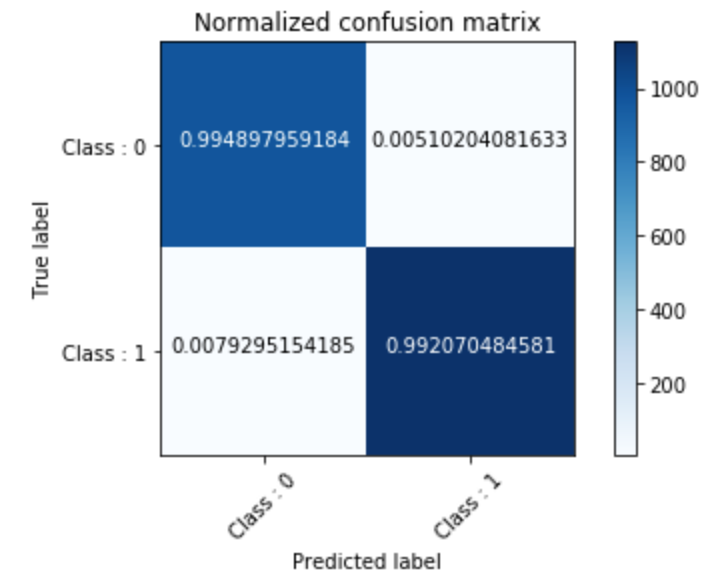 Normalized confusion matrix
True label
Class : 0
0.994897959184
0.00510204081633
Class : 1
0.0079295154185
0.992070484581
Class : 0
Class : 1
Predicted label
1000
800
600
400
200